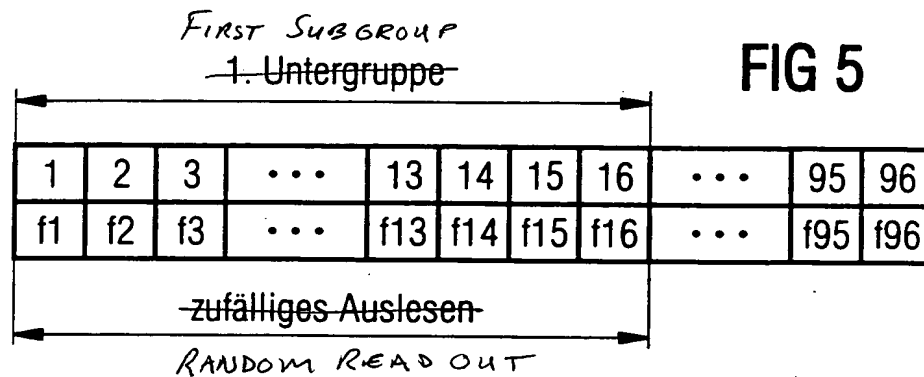 FIRST SUBGROUP
1. Untergruppe
FIG 5
1 2 3 ... 13 14 15 16 ... 95 96
f1 f2 f3 ... f13 f14 f15 f16 ... f95 f96
zufälliges Auslesen
RANDOM READ OUT